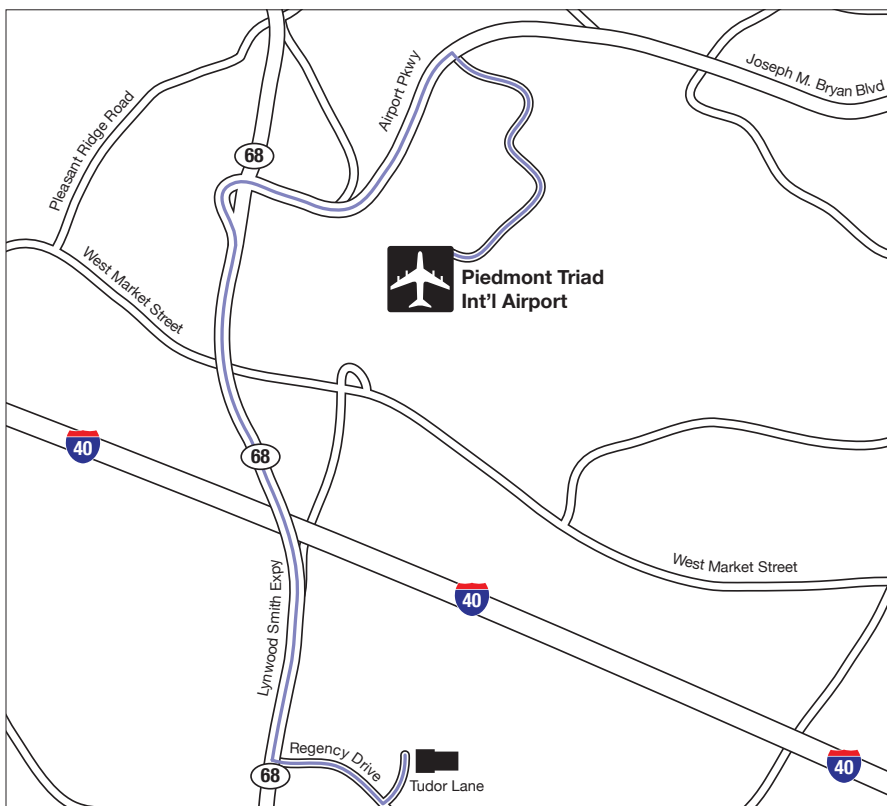 Joseph M. Bryan Blvd
Airport Pkwy
Pleasant Ridge Road
68
West Market Street
Piedmont Triad
Int'l Airport
40
68
West Market Street
40
Lynwood Smith Expy
Regency Drive
40
68
Tudor Lane